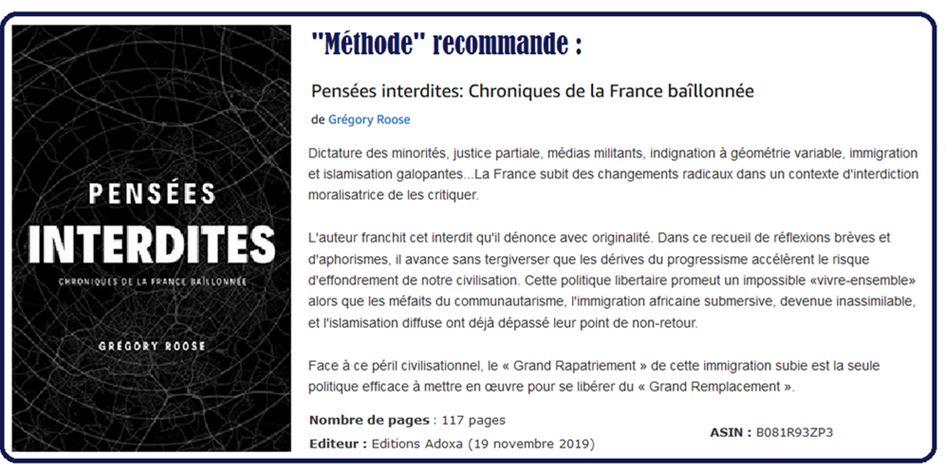 PENSÉES
INTERDITES
CHRONIQUES DE LA FRANCE BAÎLLONNÉE
GRÉGORY ROOSE
"Méthode" recommande :
Pensées interdites: Chroniques de la France baîllonnée
de Grégory Roose
Dictature des minorités, justice partiale, médias militants, indignation à géométrie variable, immigration
et islamisation galopantes...La France subit des changements radicaux dans un contexte d'interdiction
moralisatrice de les critiquer.
L'auteur franchit cet interdit qu'il dénonce avec originalité. Dans ce recueil de réflexions brèves et
d'aphorismes, il avance sans tergiverser que les dérives du progressisme accélèrent le risque
d'effondrement de notre civilisation. Cette politique libertaire promeut un impossible «vivre-ensemble»
alors que les méfaits du communautarisme, l'immigration africaine submersive, devenue inassimilable,
et l'islamisation diffuse ont déjà dépassé leur point de non-retour.
Face à ce péril civilisationnel, le « Grand Rapatriement » de cette immigration subie est la seule
politique efficace à mettre en œuvre pour se libérer du « Grand Remplacement ».
Nombre de pages : 117 pages
Editeur : Editions Adoxa (19 novembre 2019)
ASIN : B081R93ZP3